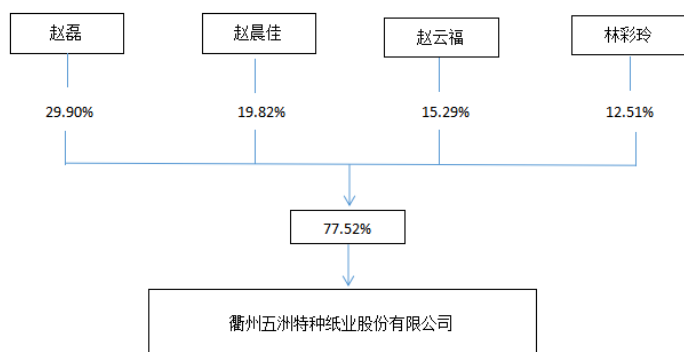 赵磊
赵晨佳
赵云福
林彩玲
29.90%
19.82%
15.29%
12.51%
77.52%
衢州五洲特种纸业股份有限公司